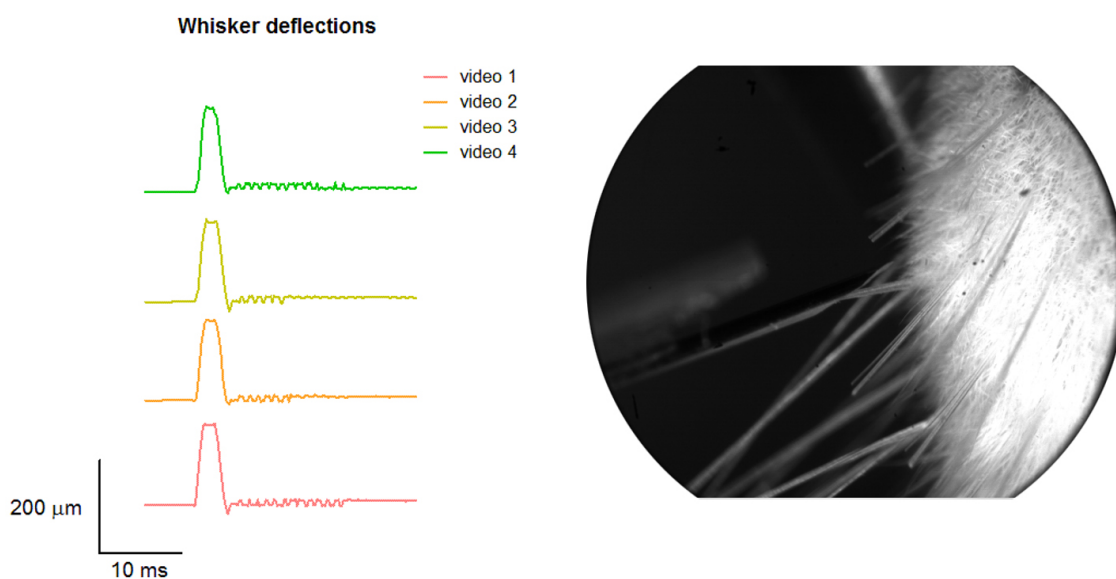 Whisker deflections
video 1
video 2
video 3
video 4
200 μm
10 ms